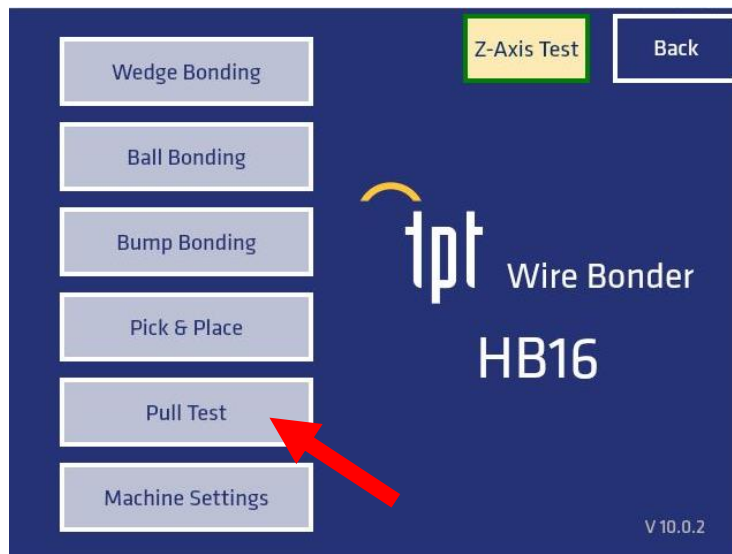 Z-Axis Test
Back
Wedge Bonding
Ball Bonding
Bump Bonding
Pick & Place
Pull Test
Machine Settings
tpt Wire Bonder
HB16
V 10.0.2